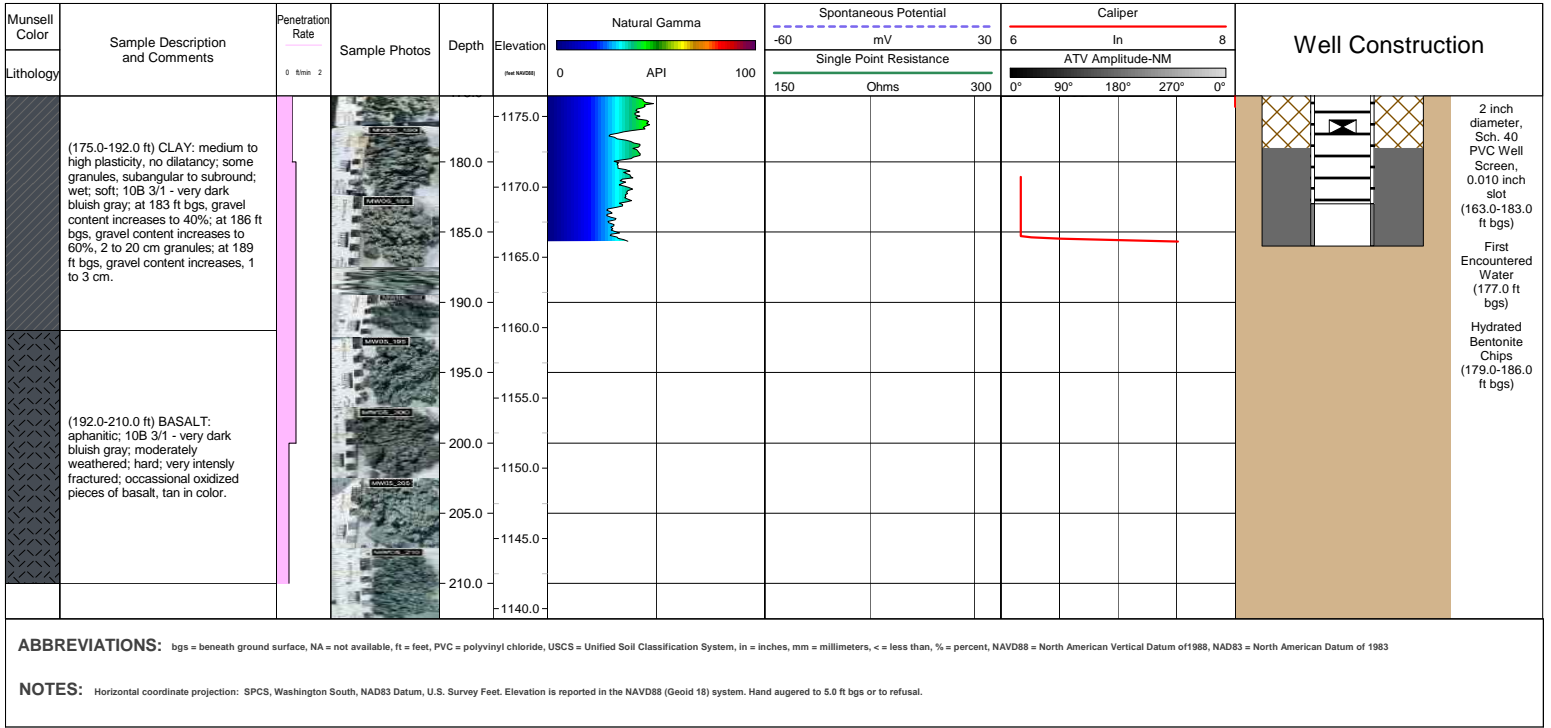 Munsell
Color
Lithology
Sample Description
and Comments
Penetration
Rate
0 ft/min 2
Sample Photos
Depth
Elevation
(feet NAVD88)
Natural Gamma
0 API 100
Spontaneous Potential
-60 mV 30
Single Point Resistance
150 Ohms 300
Caliper
6 In 8
ATV Amplitude-NM
0° 90° 180° 270° 0°
Well Construction
(175.0-192.0 ft) CLAY: medium to
high plasticity, no dilatancy; some
granules, subangular to subround;
wet; soft; 10B 3/1 - very dark
bluish gray; at 183 ft bgs, gravel
content increases to 40%; at 186 ft
bgs, gravel content increases to
60%, 2 to 20 cm granules; at 189
ft bgs, gravel content increases, 1
to 3 cm.
(192.0-210.0 ft) BASALT:
aphanitic; 10B 3/1 - very dark
bluish gray; moderately
weathered; hard; very intensly
fractured; occassional oxidized
pieces of basalt, tan in color.
MW05_185
MW05_195
MW05_200
MW05_205
MW05_210
180.0
185.0
190.0
195.0
200.0
205.0
210.0
1175.0
1170.0
1165.0
1160.0
1155.0
1150.0
1145.0
1140.0
2 inch
diameter,
Sch. 40
PVC Well
Screen,
0.010 inch
slot
(163.0-183.0
ft bgs)
First
Encountered
Water
(177.0 ft
bgs)
Hydrated
Bentonite
Chips
(179.0-186.0
ft bgs)
ABBREVIATIONS: bgs = beneath ground surface, NA = not available, ft = feet, PVC = polyvinyl chloride, USCS = Unified Soil Classification System, in = inches, mm = millimeters, < = less than, % = percent, NAVD88 = North American Vertical Datum of1988, NAD83 = North American Datum of 1983
NOTES: Horizontal coordinate projection: SPCS, Washington South, NAD83 Datum, U.S. Survey Feet. Elevation is reported in the NAVD88 (Geoid 18) system. Hand augered to 5.0 ft bgs or to refusal.